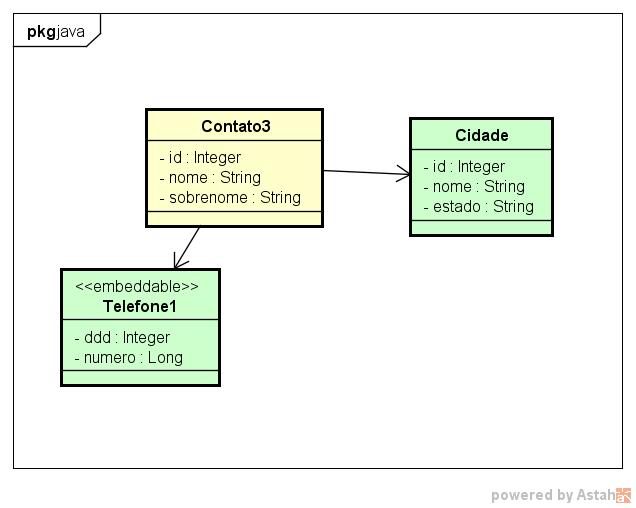 pkg java
Contato3
- id : Integer
- nome : String
- sobrenome : String
Cidade
- id : Integer
- nome : String
- estado : String
<<embeddable>>
Telefone1
- ddd : Integer
- numero : Long
powered by Astah